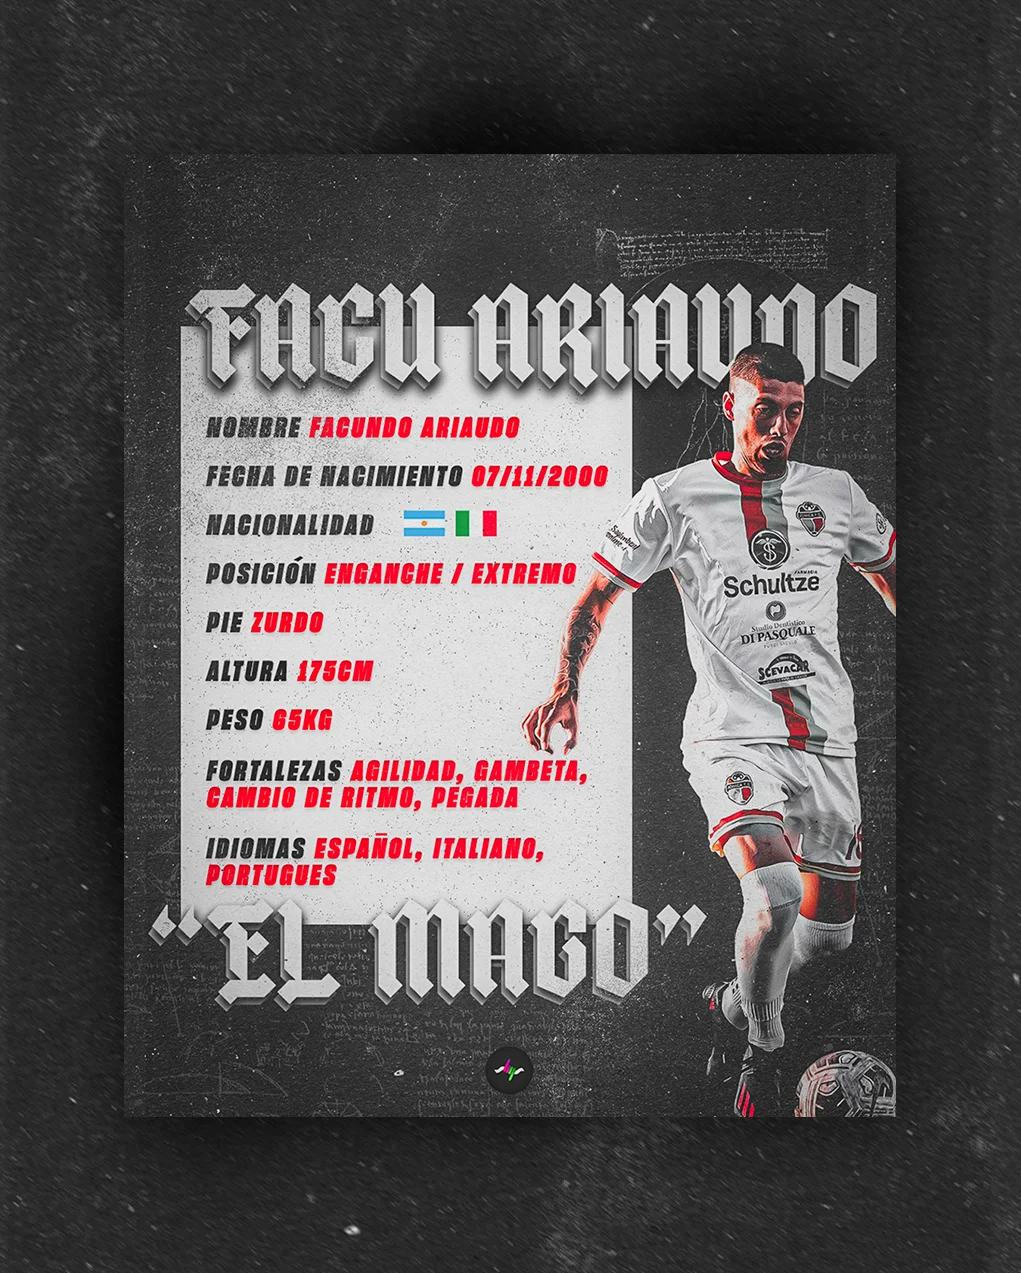 FACU ARIAUDO
NOMBRE FACUNDO ARIAUDO
FECHA DE NACIMIENTO 07/11/2000
NACIONALIDAD
POSICIÓN ENGANCHE / EXTREMO
PIE ZURDO
ALTURA 175CM
PESO 65KG
FORTALEZAS AGILIDAD, GAMBETA,
CAMBIO DE RITMO, PEGADA
IDIOMAS ESPAÑOL, ITALIANO,
PORTUGUES
“EL MAGO”
FARMACIA
Schultze
Studio Dentistico
DI PASQUALE
SCEVACAR